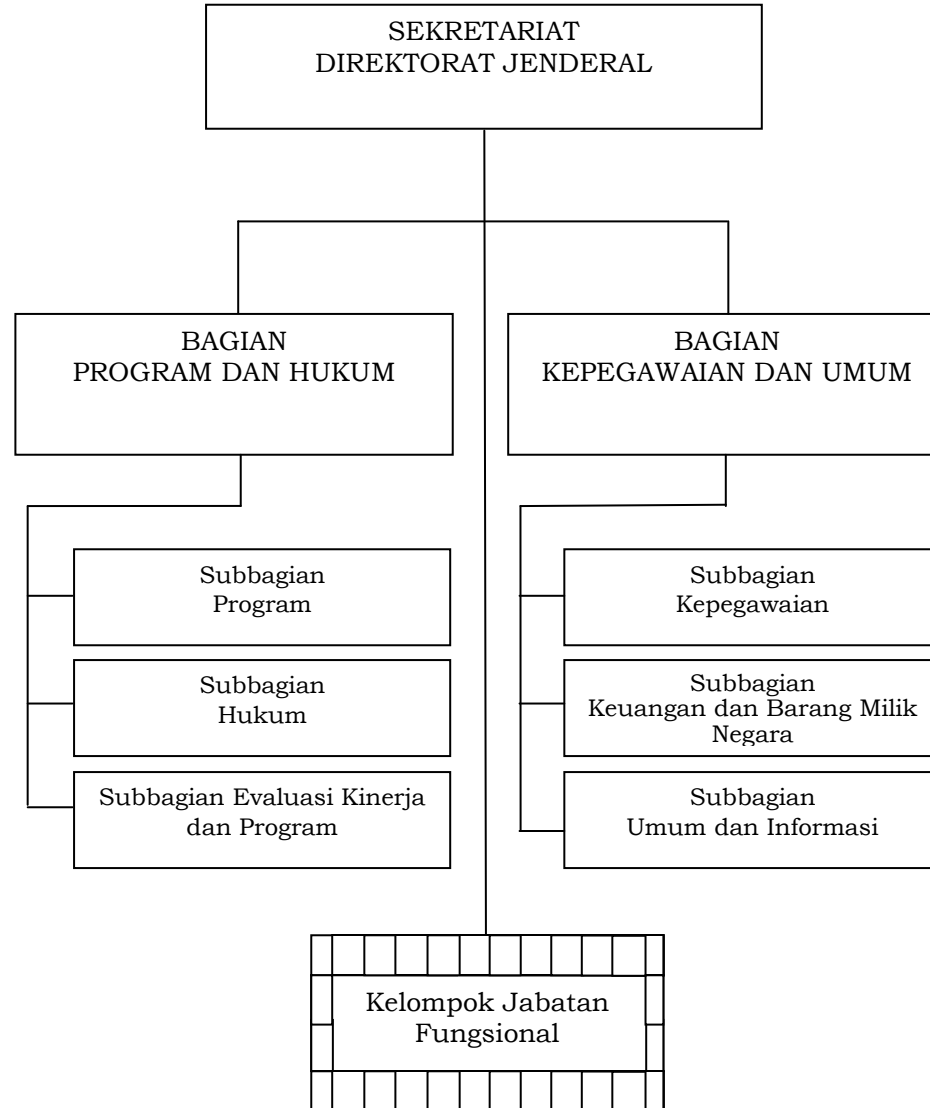 SEKRETARIAT
DIREKTORAT JENDERAL
BAGIAN
PROGRAM DAN HUKUM
BAGIAN
KEPEGAWAIAN DAN UMUM
Subbagian
Program
Subbagian
Hukum
Subbagian Evaluasi Kinerja
dan Program
Subbagian
Kepegawaian
Subbagian
Keuangan dan Barang Milik
Negara
Subbagian
Umum dan Informasi
Kelompok Jabatan
Fungsional